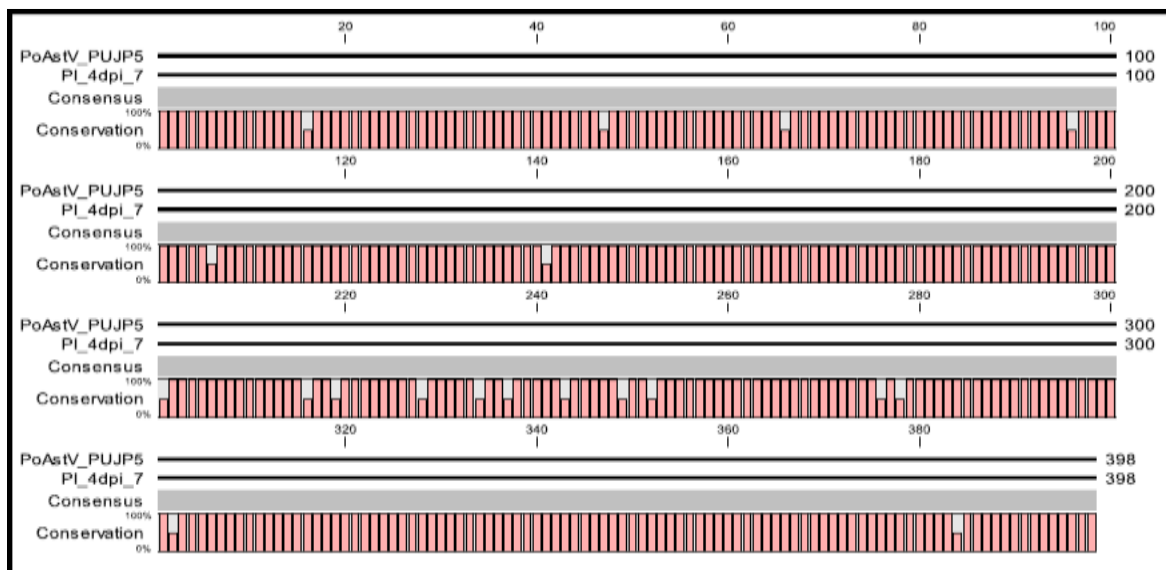 20 40 60 80 100
PoAstV_PUJP5 100
PI_4dpi_7 100
Consensus
100%
Conservation
0%
120 140 160 180 200
PoAstV_PUJP5 200
PI_4dpi_7 200
Consensus
100%
Conservation
0%
220 240 260 280 300
PoAstV_PUJP5 300
PI_4dpi_7 300
Consensus
100%
Conservation
0%
320 340 360 380
PoAstV_PUJP5 398
PI_4dpi_7 398
Consensus
100%
Conservation
0%